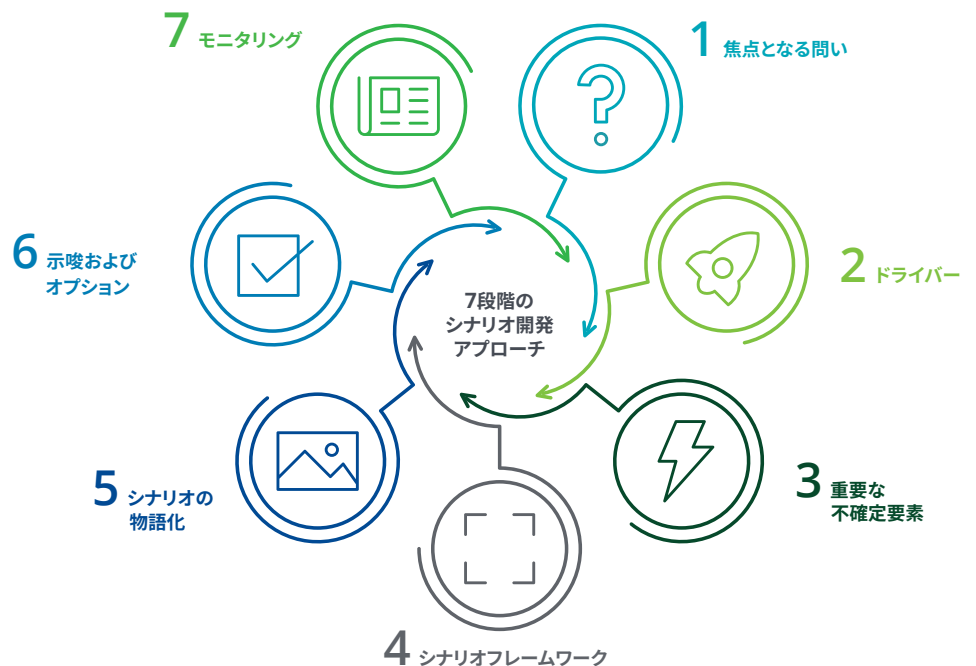 7段階の
シナリオ開発
アプローチ
1 焦点となる問い
2 ドライバー
3 重要な
不確定要素
4 シナリオフレームワーク
5 シナリオの
物語化
6 示唆および
オプション
7 モニタリング